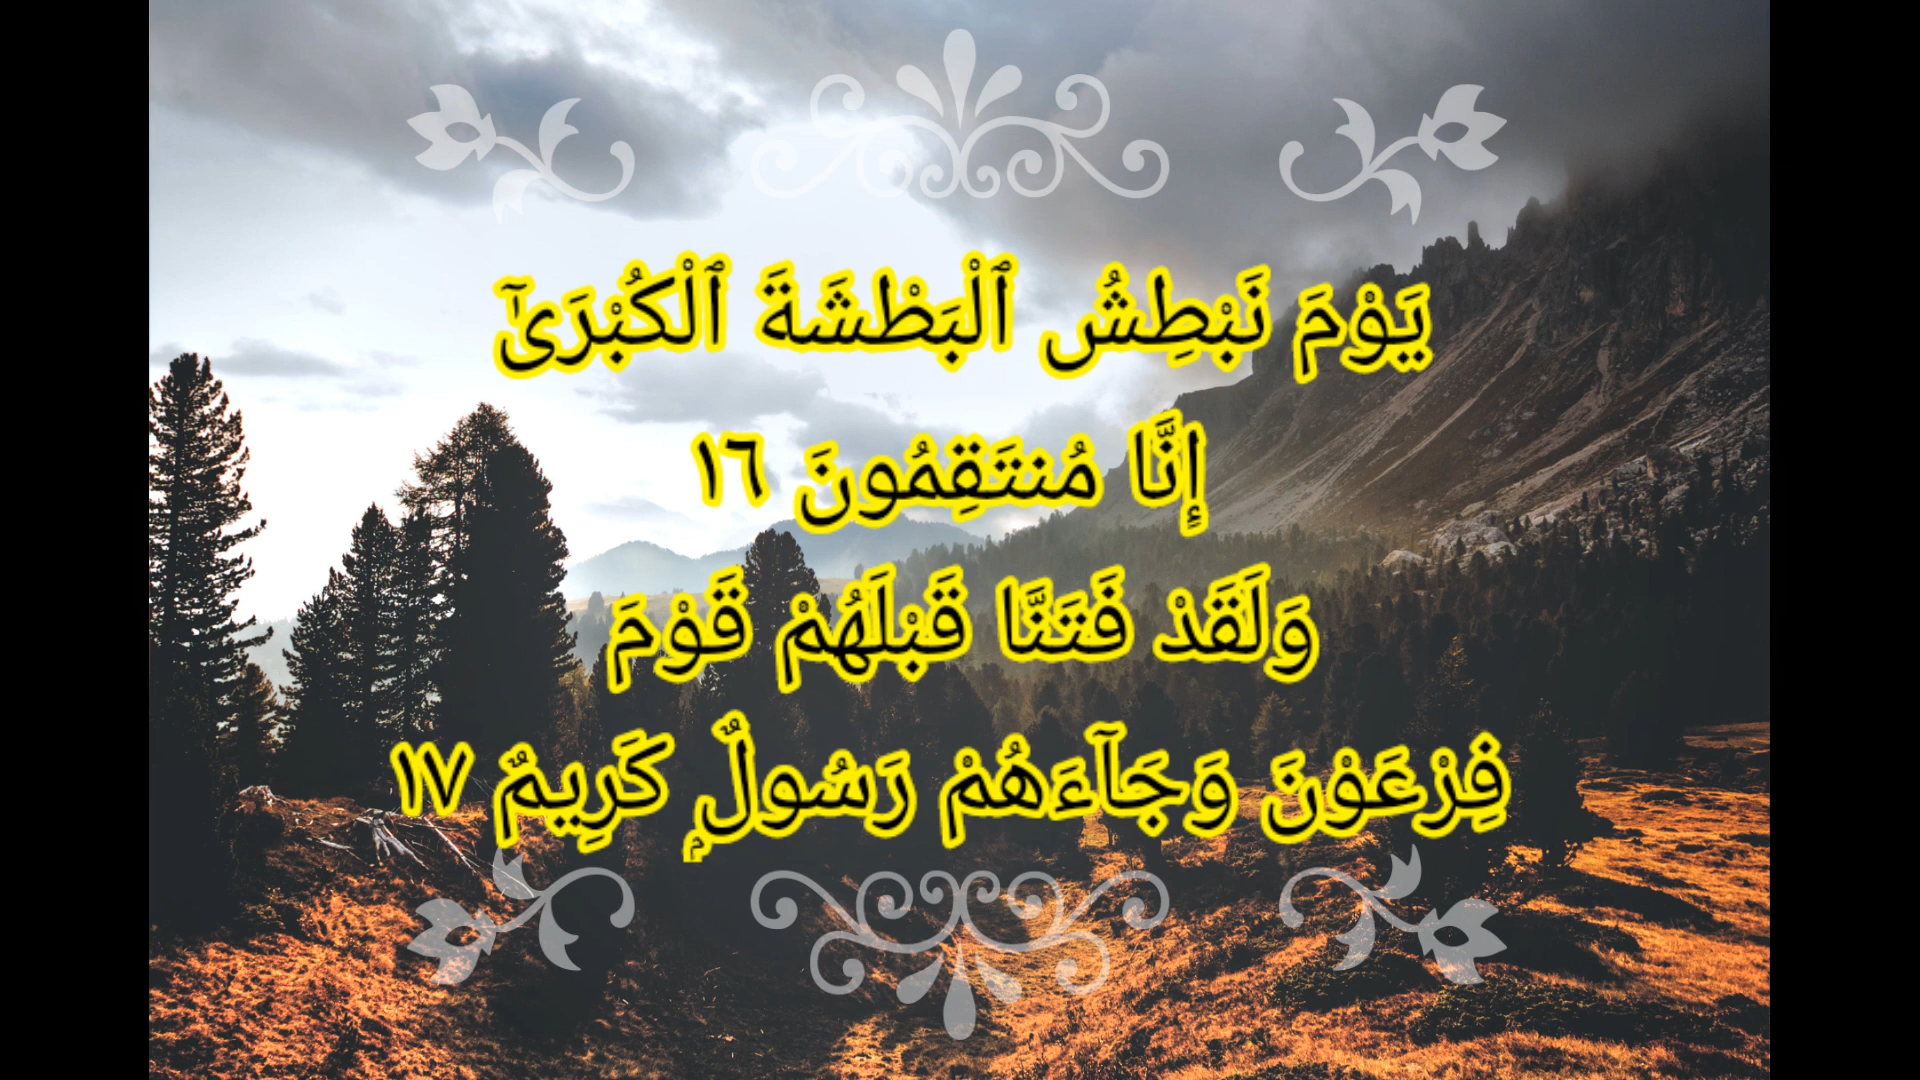 يَوْمَ نَبْطِشُ ٱلْبَطْشَةَ ٱلْكُبْرَىٰٓ
إِنَّا مُنتَقِمُونَ ١٦
وَلَقَدْ فَتَنَّا قَبْلَهُمْ قَوْمَ
فِرْعَوْنَ وَجَآءَهُمْ رَسُولٌۭ كَرِيمٌ ١٧